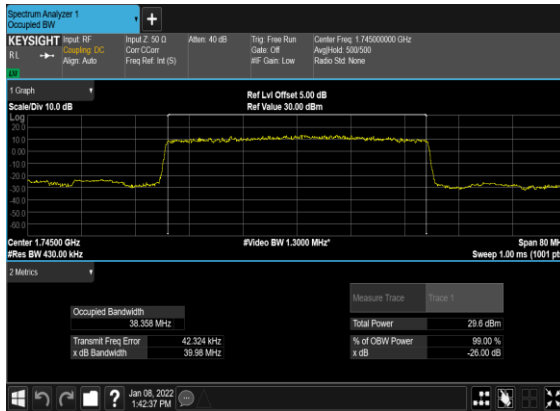 Spectrum Analyzer 1
Occupied BW
KEYSIGHT Input: RF Input Z: 50 Ω Atten: 40 dB Trig: Free Run Center Freq: 1.745000000 GHz
RL Coupling: DC Corr CCorr Gate: Off Avg|Hold: 500/500
Align: Auto Freq Ref: Int (S) #IF Gain: Low Radio Std: None
LXI
1 Graph
Ref Lvl Offset 5.00 dB
Scale/Div 10.0 dB Ref Value 30.00 dBm
Log
20.0
10.0
0.00
-10.0
-20.0
-30.0
-40.0
-50.0
-60.0
Center 1.74500 GHz #Video BW 1.3000 MHz* Span 80 MH
#Res BW 430.00 kHz Sweep 1.00 ms (1001 pt
2 Metrics
Measure Trace Trace 1
Occupied Bandwidth
38.358 MHz Total Power 29.6 dBm
Transmit Freq Error 42.324 kHz % of OBW Power 99.00 %
x dB Bandwidth 39.98 MHz x dB -26.00 dB
? Jan 08, 2022
1:42:37 PM